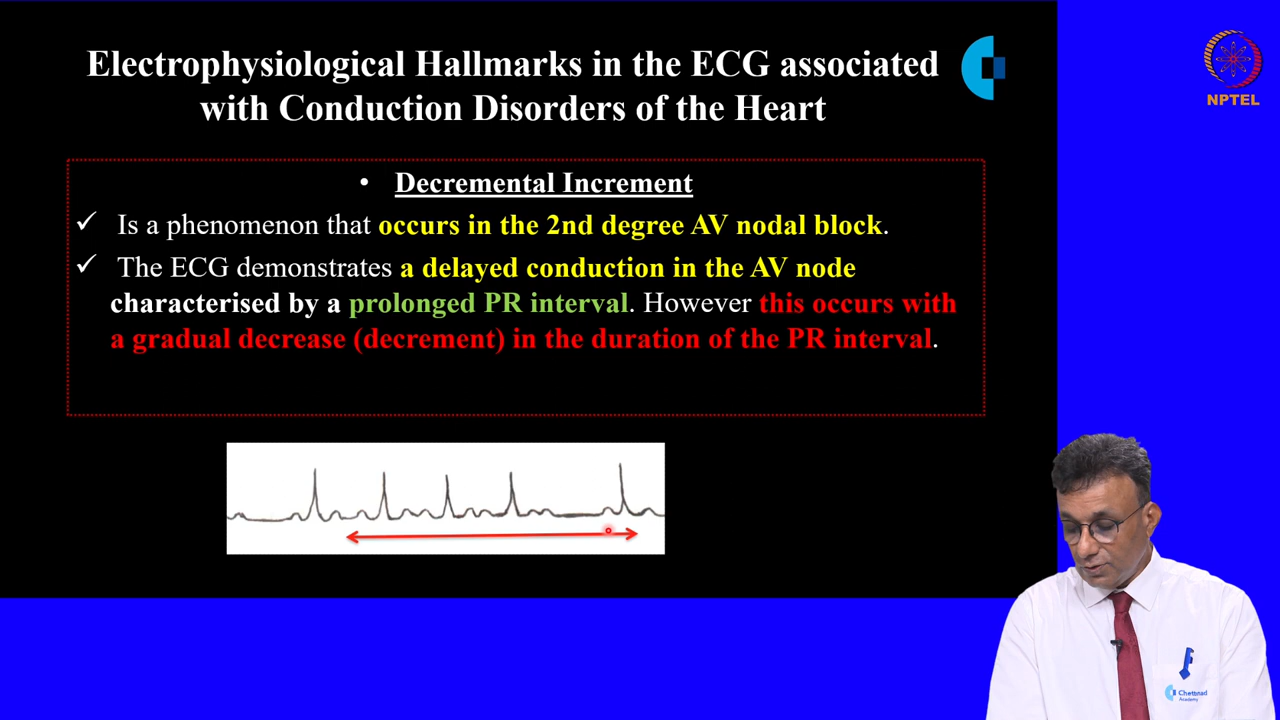 Electrophysiological Hallmarks in the ECG associated
with Conduction Disorders of the Heart
NPTEL
• Decremental Increment
✓ Is a phenomenon that occurs in the 2nd degree AV nodal block.
✓ The ECG demonstrates a delayed conduction in the AV node
characterised by a prolonged PR interval. However this occurs with
a gradual decrease (decrement) in the duration of the PR interval.
Chettinad
Academy